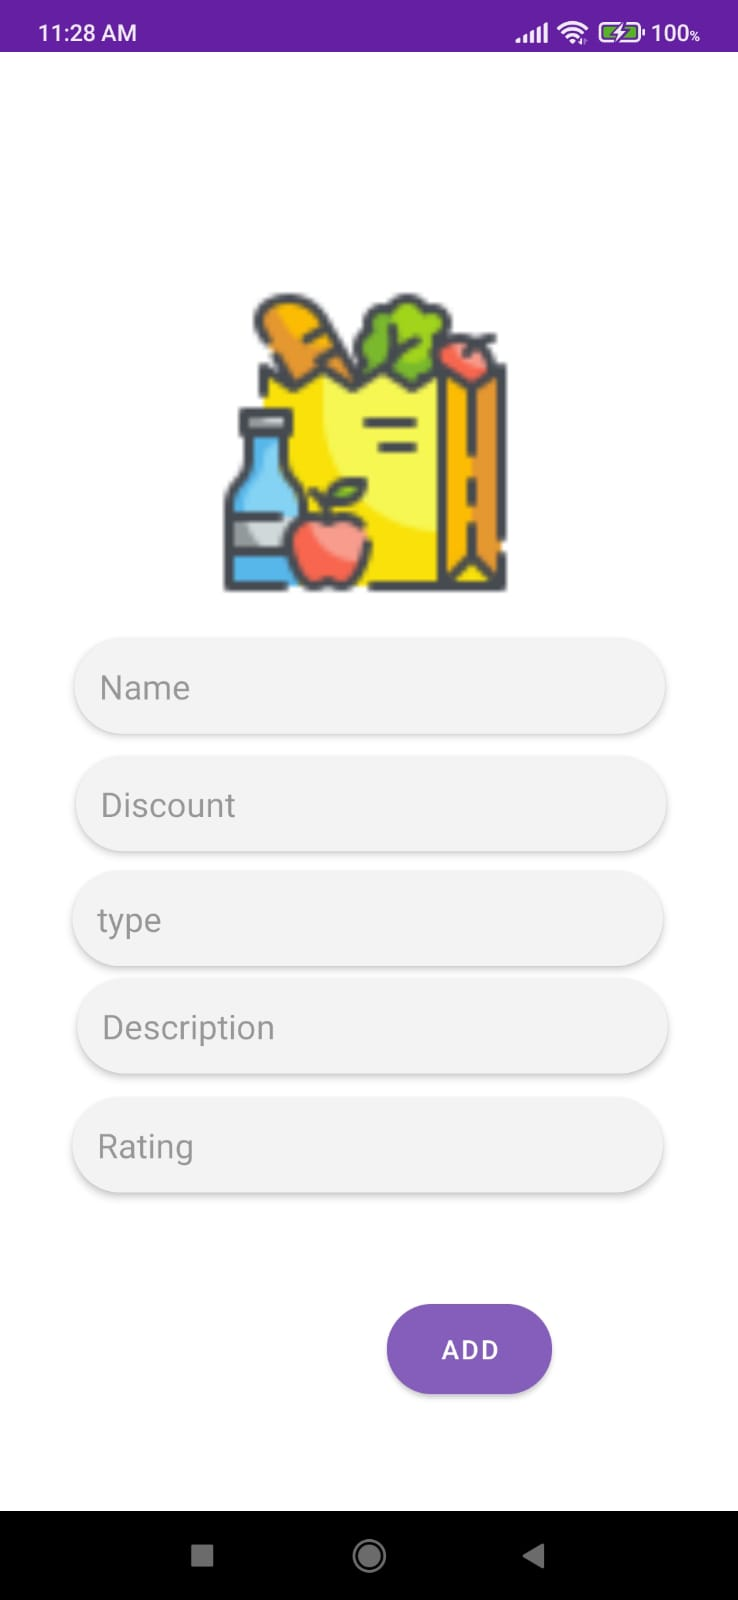 11:28 AM 100%
Name
Discount
type
Description
Rating
ADD